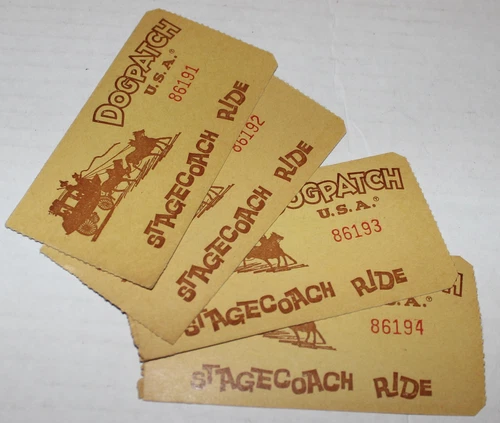 DOGPATCH
U.S.A.®
86191
STAGECOACH RIDE
86192
STAGECOACH RIDE
DOGPATCH
U.S.A.®
86193
STAGECOACH RIDE
S.A.®
86194
STAGECOACH RIDE